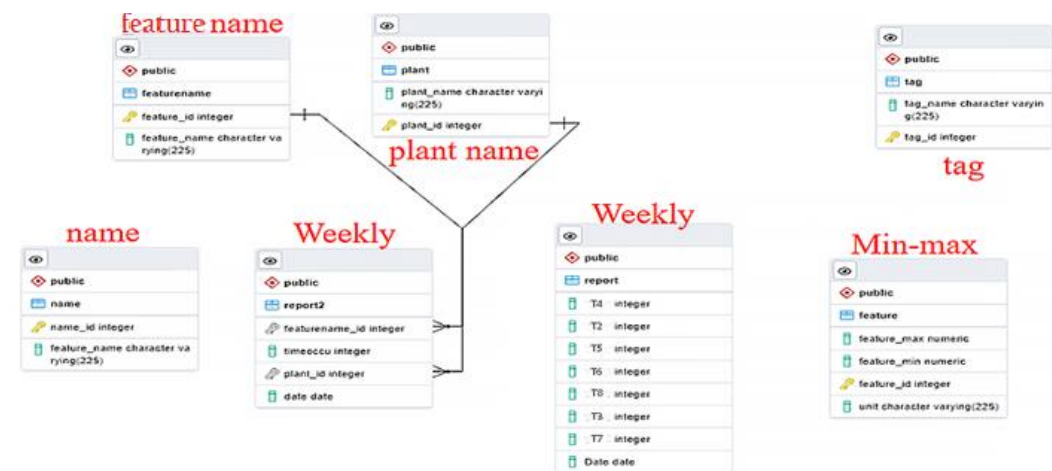 feature name
public
featurename
feature_id integer
feature_name character va
rying(225)
public
plant
plant_name character varyi
ng(225)
plant_id integer
plant name
public
tag
tag_name character varyin
g(225)
tag_id integer
tag
name
public
name
name_id integer
feature_name character va
rying(225)
Weekly
public
report2
featurename_id integer
timeoccu integer
plant_id integer
date date
Weekly
public
report
T4 integer
T2 integer
T5 integer
T6 integer
T8 integer
T3 integer
T7 integer
Date date
Min-max
public
feature
feature_max numeric
feature_min numeric
feature_id integer
unit character varying(225)